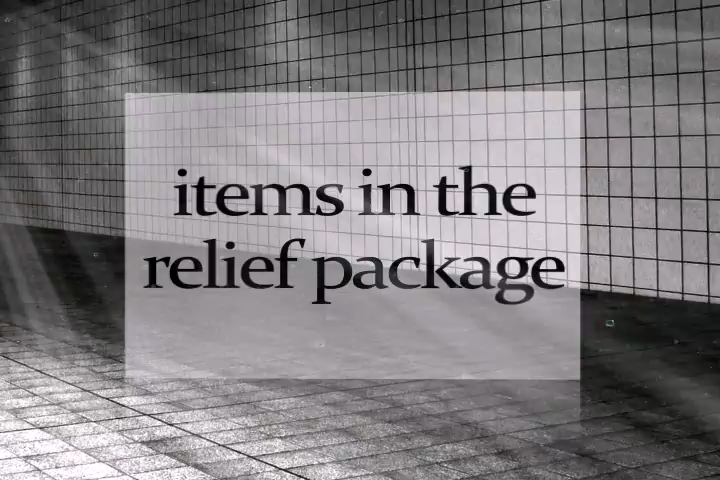 items in the
relief package